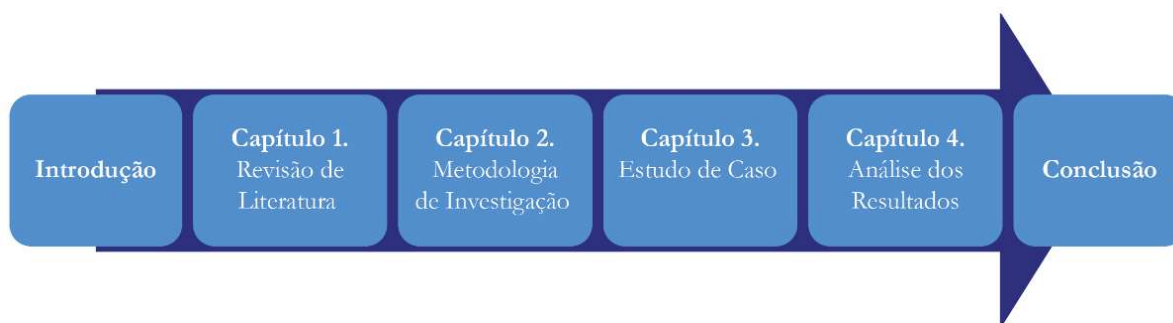 Introdução
Capítulo 1.
Revisão de
Literatura
Capítulo 2.
Metodologia
de Investigação
Capítulo 3.
Estudo de Caso
Capítulo 4.
Análise dos
Resultados
Conclusão